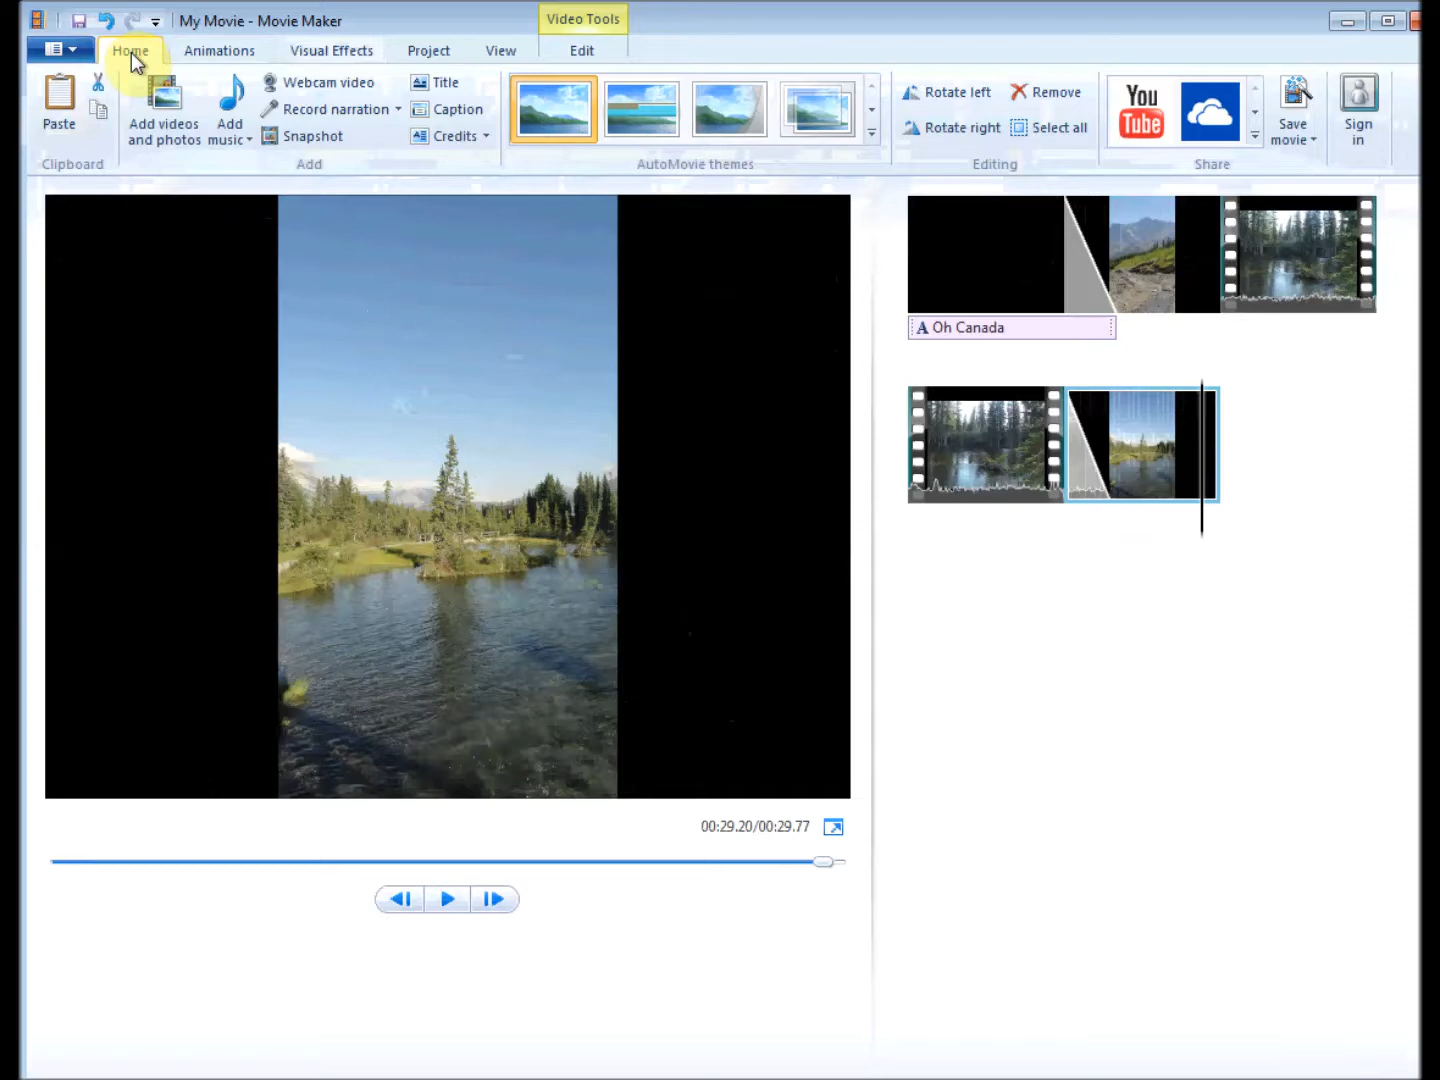 My Movie - Movie Maker
Video Tools
Home
Animations
Visual Effects
Project
View
Edit
Paste
Clipboard
Add videos
and photos
Add
music
Webcam video
Record narration
Snapshot
Title
Caption
Credits
Add
AutoMovie themes
Rotate left
Remove
Rotate right
Select all
Editing
You
Tube
Share
Save
movie
Sign
in
A Oh Canada
00:29.20/00:29.77